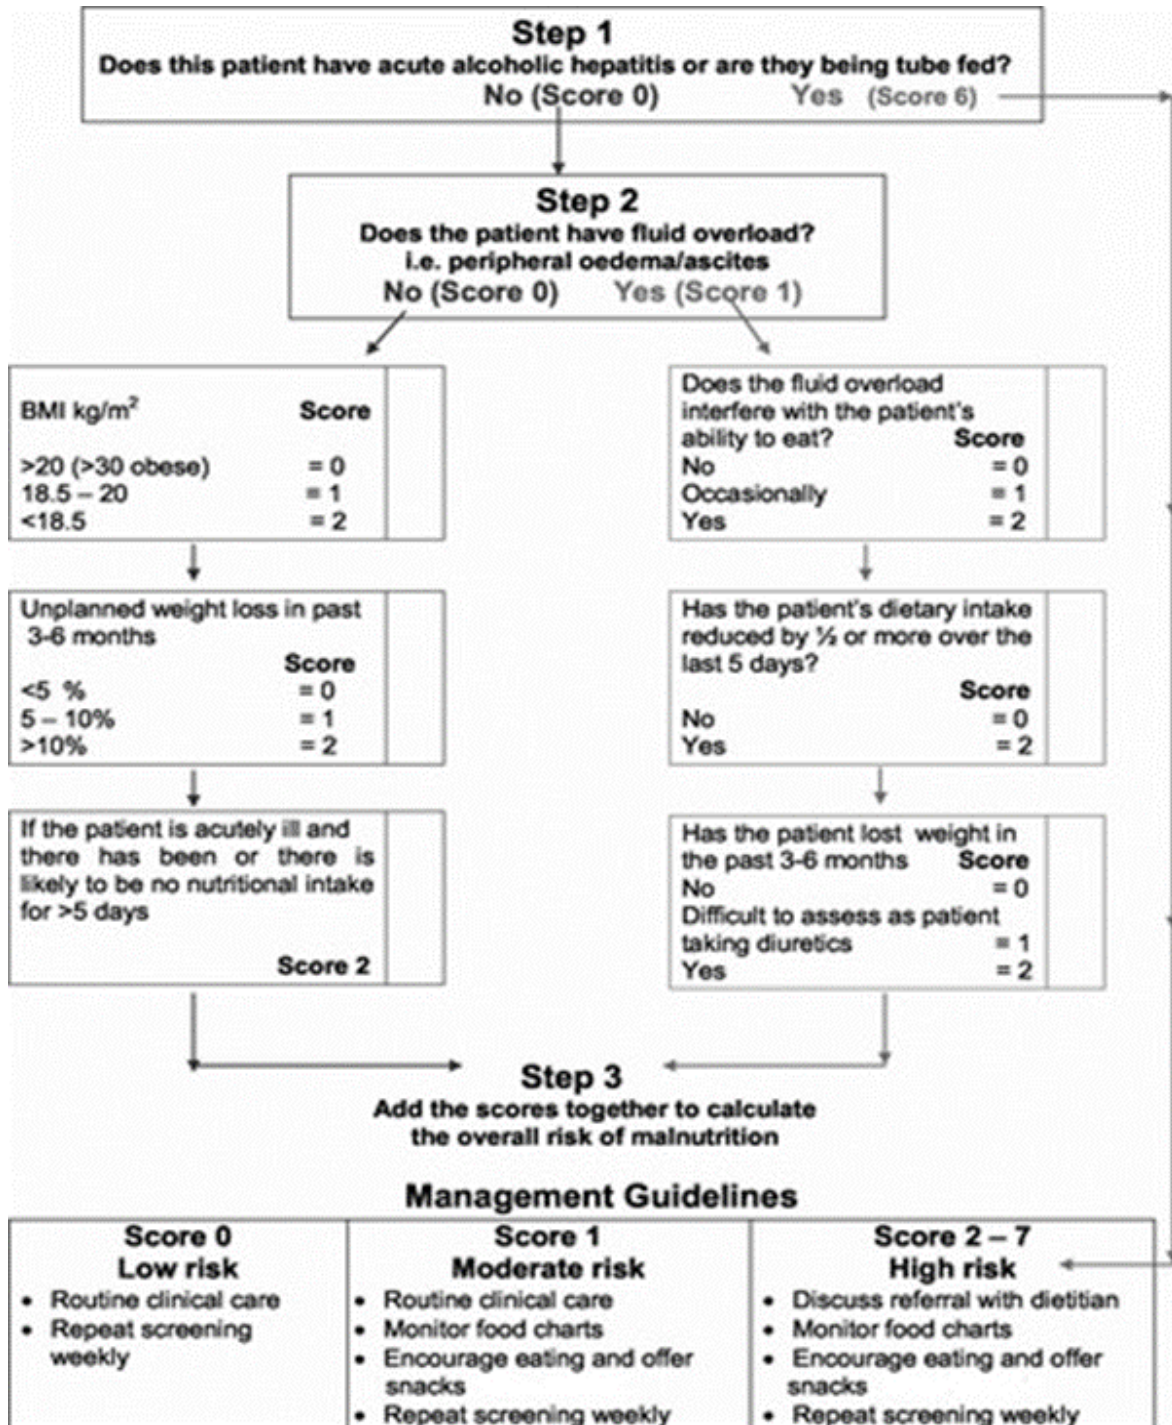 Step 1
Does this patient have acute alcoholic hepatitis or are they being tube fed?
No (Score 0) Yes (Score 6)
Step 2
Does the patient have fluid overload?
i.e. peripheral oedema/ascites
No (Score 0) Yes (Score 1)
BMI kg/m² Score
>20 (>30 obese) = 0
18.5 – 20 = 1
<18.5 = 2
Unplanned weight loss in past
3-6 months
Score
<5 % = 0
5 – 10% = 1
>10% = 2
If the patient is acutely ill and
there has been or there is
likely to be no nutritional intake
for >5 days
Score 2
Does the fluid overload
interfere with the patient's
ability to eat? Score
No = 0
Occasionally = 1
Yes = 2
Has the patient's dietary intake
reduced by ½ or more over the
last 5 days?
Score
No = 0
Yes = 2
Has the patient lost weight in
the past 3-6 months Score
No = 0
Difficult to assess as patient
taking diuretics = 1
Yes = 2
Step 3
Add the scores together to calculate
the overall risk of malnutrition
Management Guidelines
Score 0
Low risk
• Routine clinical care
• Repeat screening
weekly
Score 1
Moderate risk
• Routine clinical care
• Monitor food charts
• Encourage eating and offer
snacks
• Repeat screening weekly
Score 2 – 7
High risk
• Discuss referral with dietitian
• Monitor food charts
• Encourage eating and offer
snacks
• Repeat screening weekly